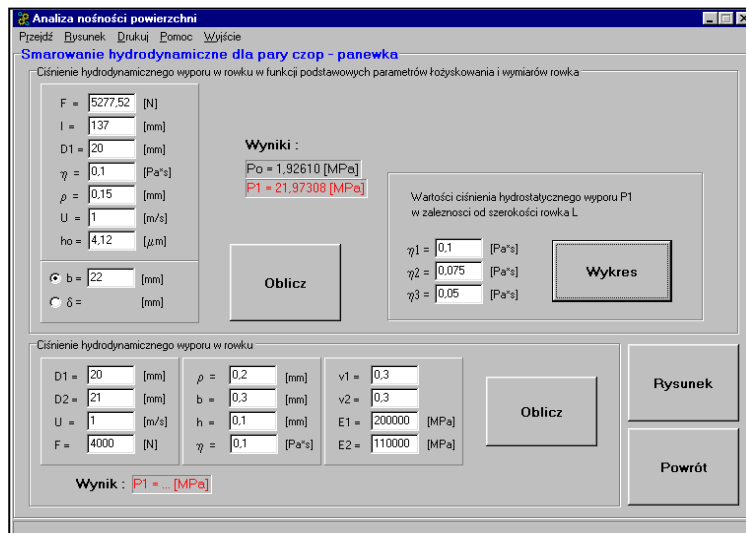 Analiza nośności powierzchni
Przejdź Rysunek Drukuj Pomoc Wyjście
Smarowanie hydrodynamiczne dla pary czop - panewka
Ciśnienie hydrodynamicznego wyporu w rowku w funkcji podstawowych parametrów łożyskowania i wymiarów rowka
F = 5277,52 [N]
l = 137 [mm]
D1 = 20 [mm]
η = 0,1 [Pa*s]
ρ = 0,15 [mm]
U = 1 [m/s]
ho = 4,12 [μm]
b = 22 [mm]
δ = [mm]
Wyniki :
Po = 1,92610 [MPa]
P1 = 21,97308 [MPa]
Oblicz
Wartości ciśnienia hydrostatycznego wyporu P1
w zaleznosci od szerokości rowka L
η1 = 0,1 [Pa*s]
η2 = 0,075 [Pa*s]
η3 = 0,05 [Pa*s]
Wykres
Ciśnienie hydrodynamicznego wyporu w rowku
D1 = 20 [mm]
D2 = 21 [mm]
U = 1 [m/s]
F = 4000 [N]
ρ = 0,2 [mm]
b = 0,3 [mm]
h = 0,1 [mm]
η = 0,1 [Pa*s]
v1 = 0,3
v2 = 0,3
E1 = 200000 [MPa]
E2 = 110000 [MPa]
Oblicz
Wynik : P1 = ... [MPa]
Rysunek
Powrót